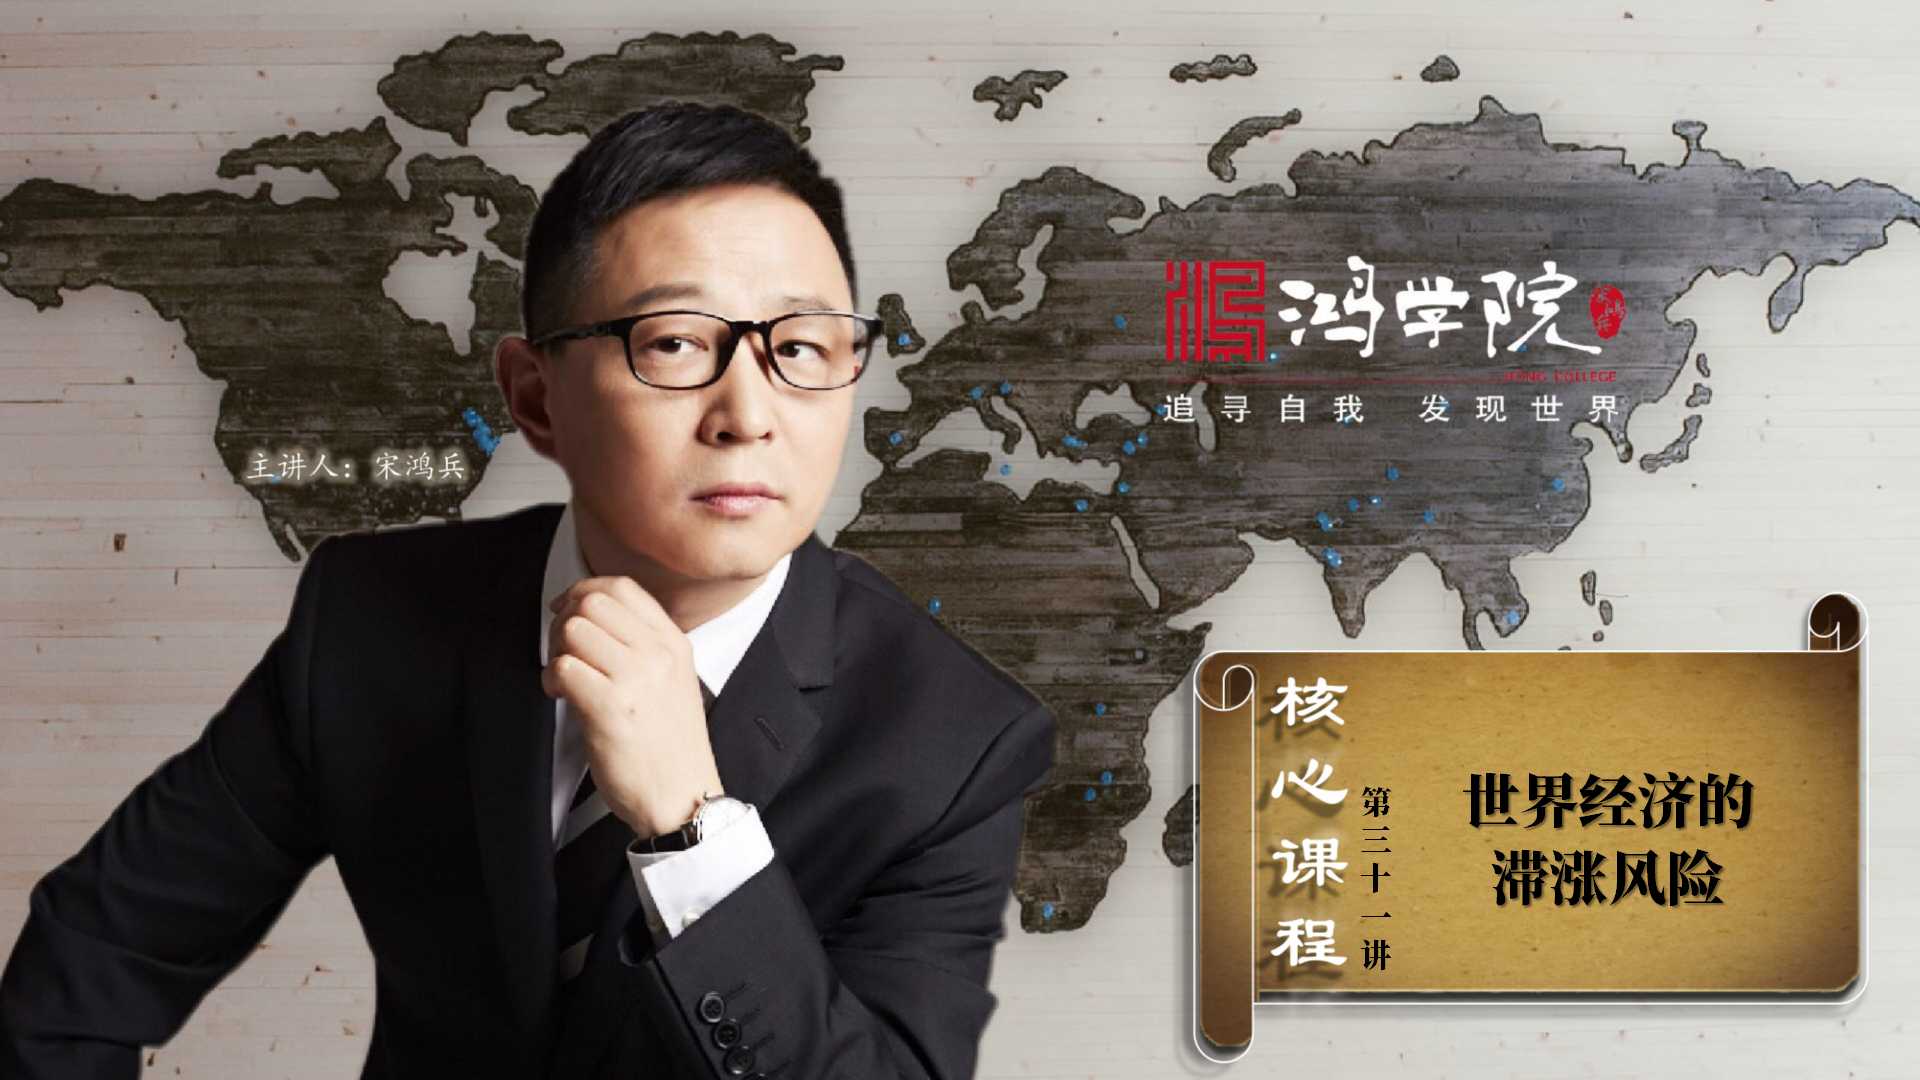 鸿学院
HONG COLLEGE
追寻自我 发现世界
主讲人：宋鸿兵
核心课程
第三十一讲
世界经济的
滞涨风险